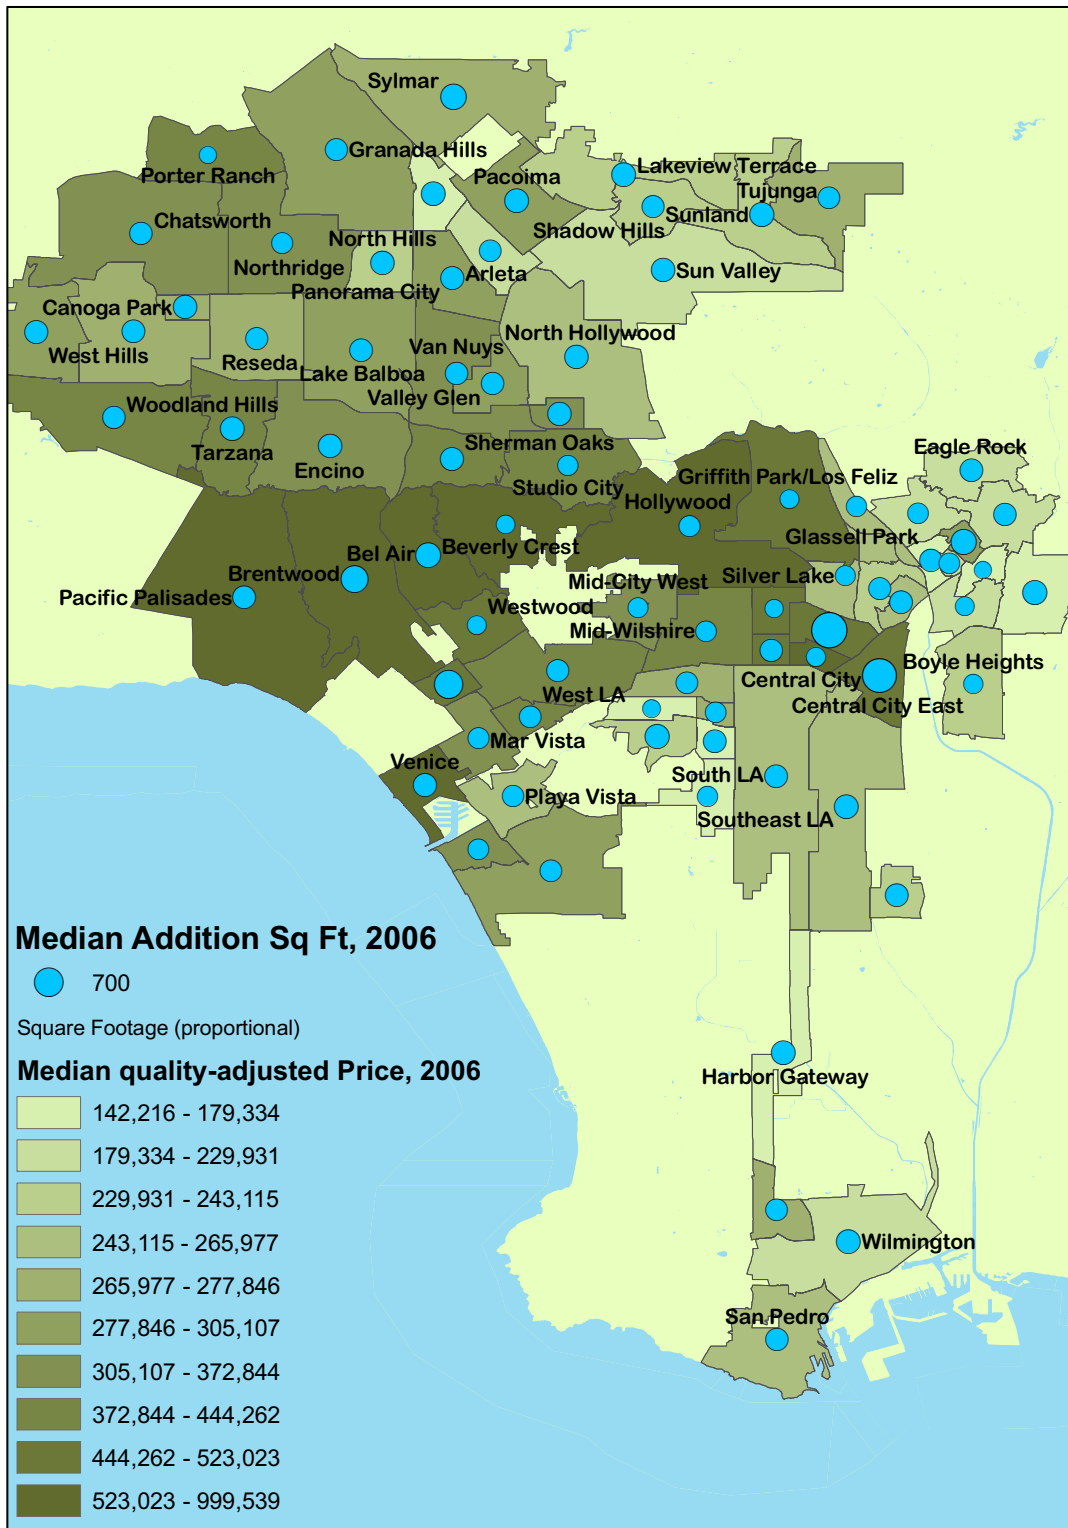 Sylmar
Granada Hills
Porter Ranch
Pacoima
Lakeview Terrace
Tujunga
Chatsworth
Sunland
Shadow Hills
North Hills
Northridge
Arleta
Sun Valley
Panorama City
Canoga Park
North Hollywood
West Hills
Reseda
Van Nuys
Lake Balboa
Valley Glen
Woodland Hills
Tarzana
Encino
Sherman Oaks
Studio City
Eagle Rock
Griffith Park/Los Feliz
Hollywood
Glassell Park
Bel Air
Beverly Crest
Brentwood
Mid-City West
Silver Lake
Pacific Palisades
Westwood
Mid-Wilshire
Boyle Heights
Central City
West LA
Central City East
Mar Vista
Venice
South LA
Playa Vista
Southeast LA
Median Addition Sq Ft, 2006
700
Square Footage (proportional)
Median quality-adjusted Price, 2006
Harbor Gateway
142,216 - 179,334
179,334 - 229,931
229,931 - 243,115
243,115 - 265,977
Wilmington
265,977 - 277,846
San Pedro
277,846 - 305,107
305,107 - 372,844
372,844 - 444,262
444,262 - 523,023
523,023 - 999,539